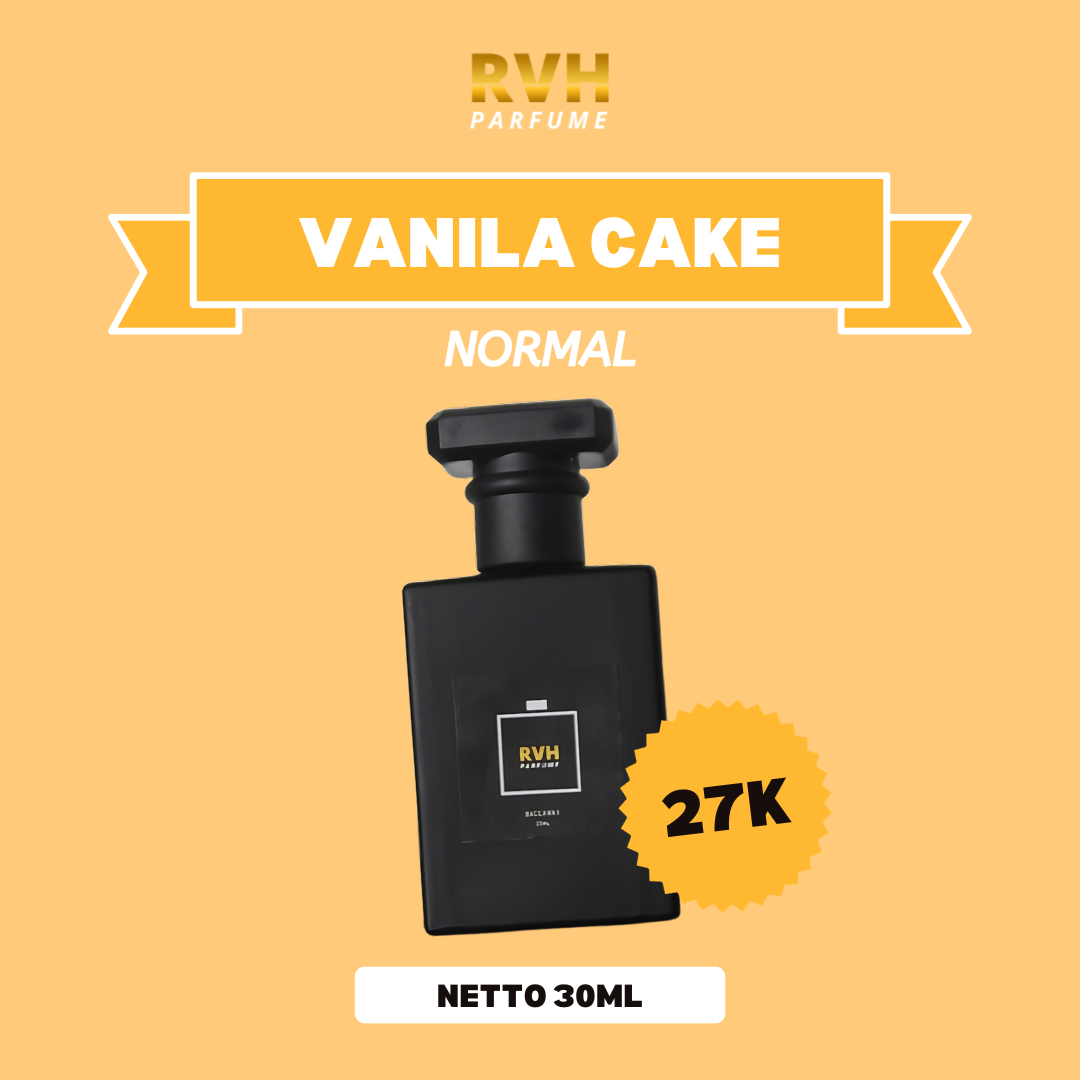 RVH
PARFUME
VANILA CAKE
NORMAL
RVH
PARFUME
27K
NETTO 30ML